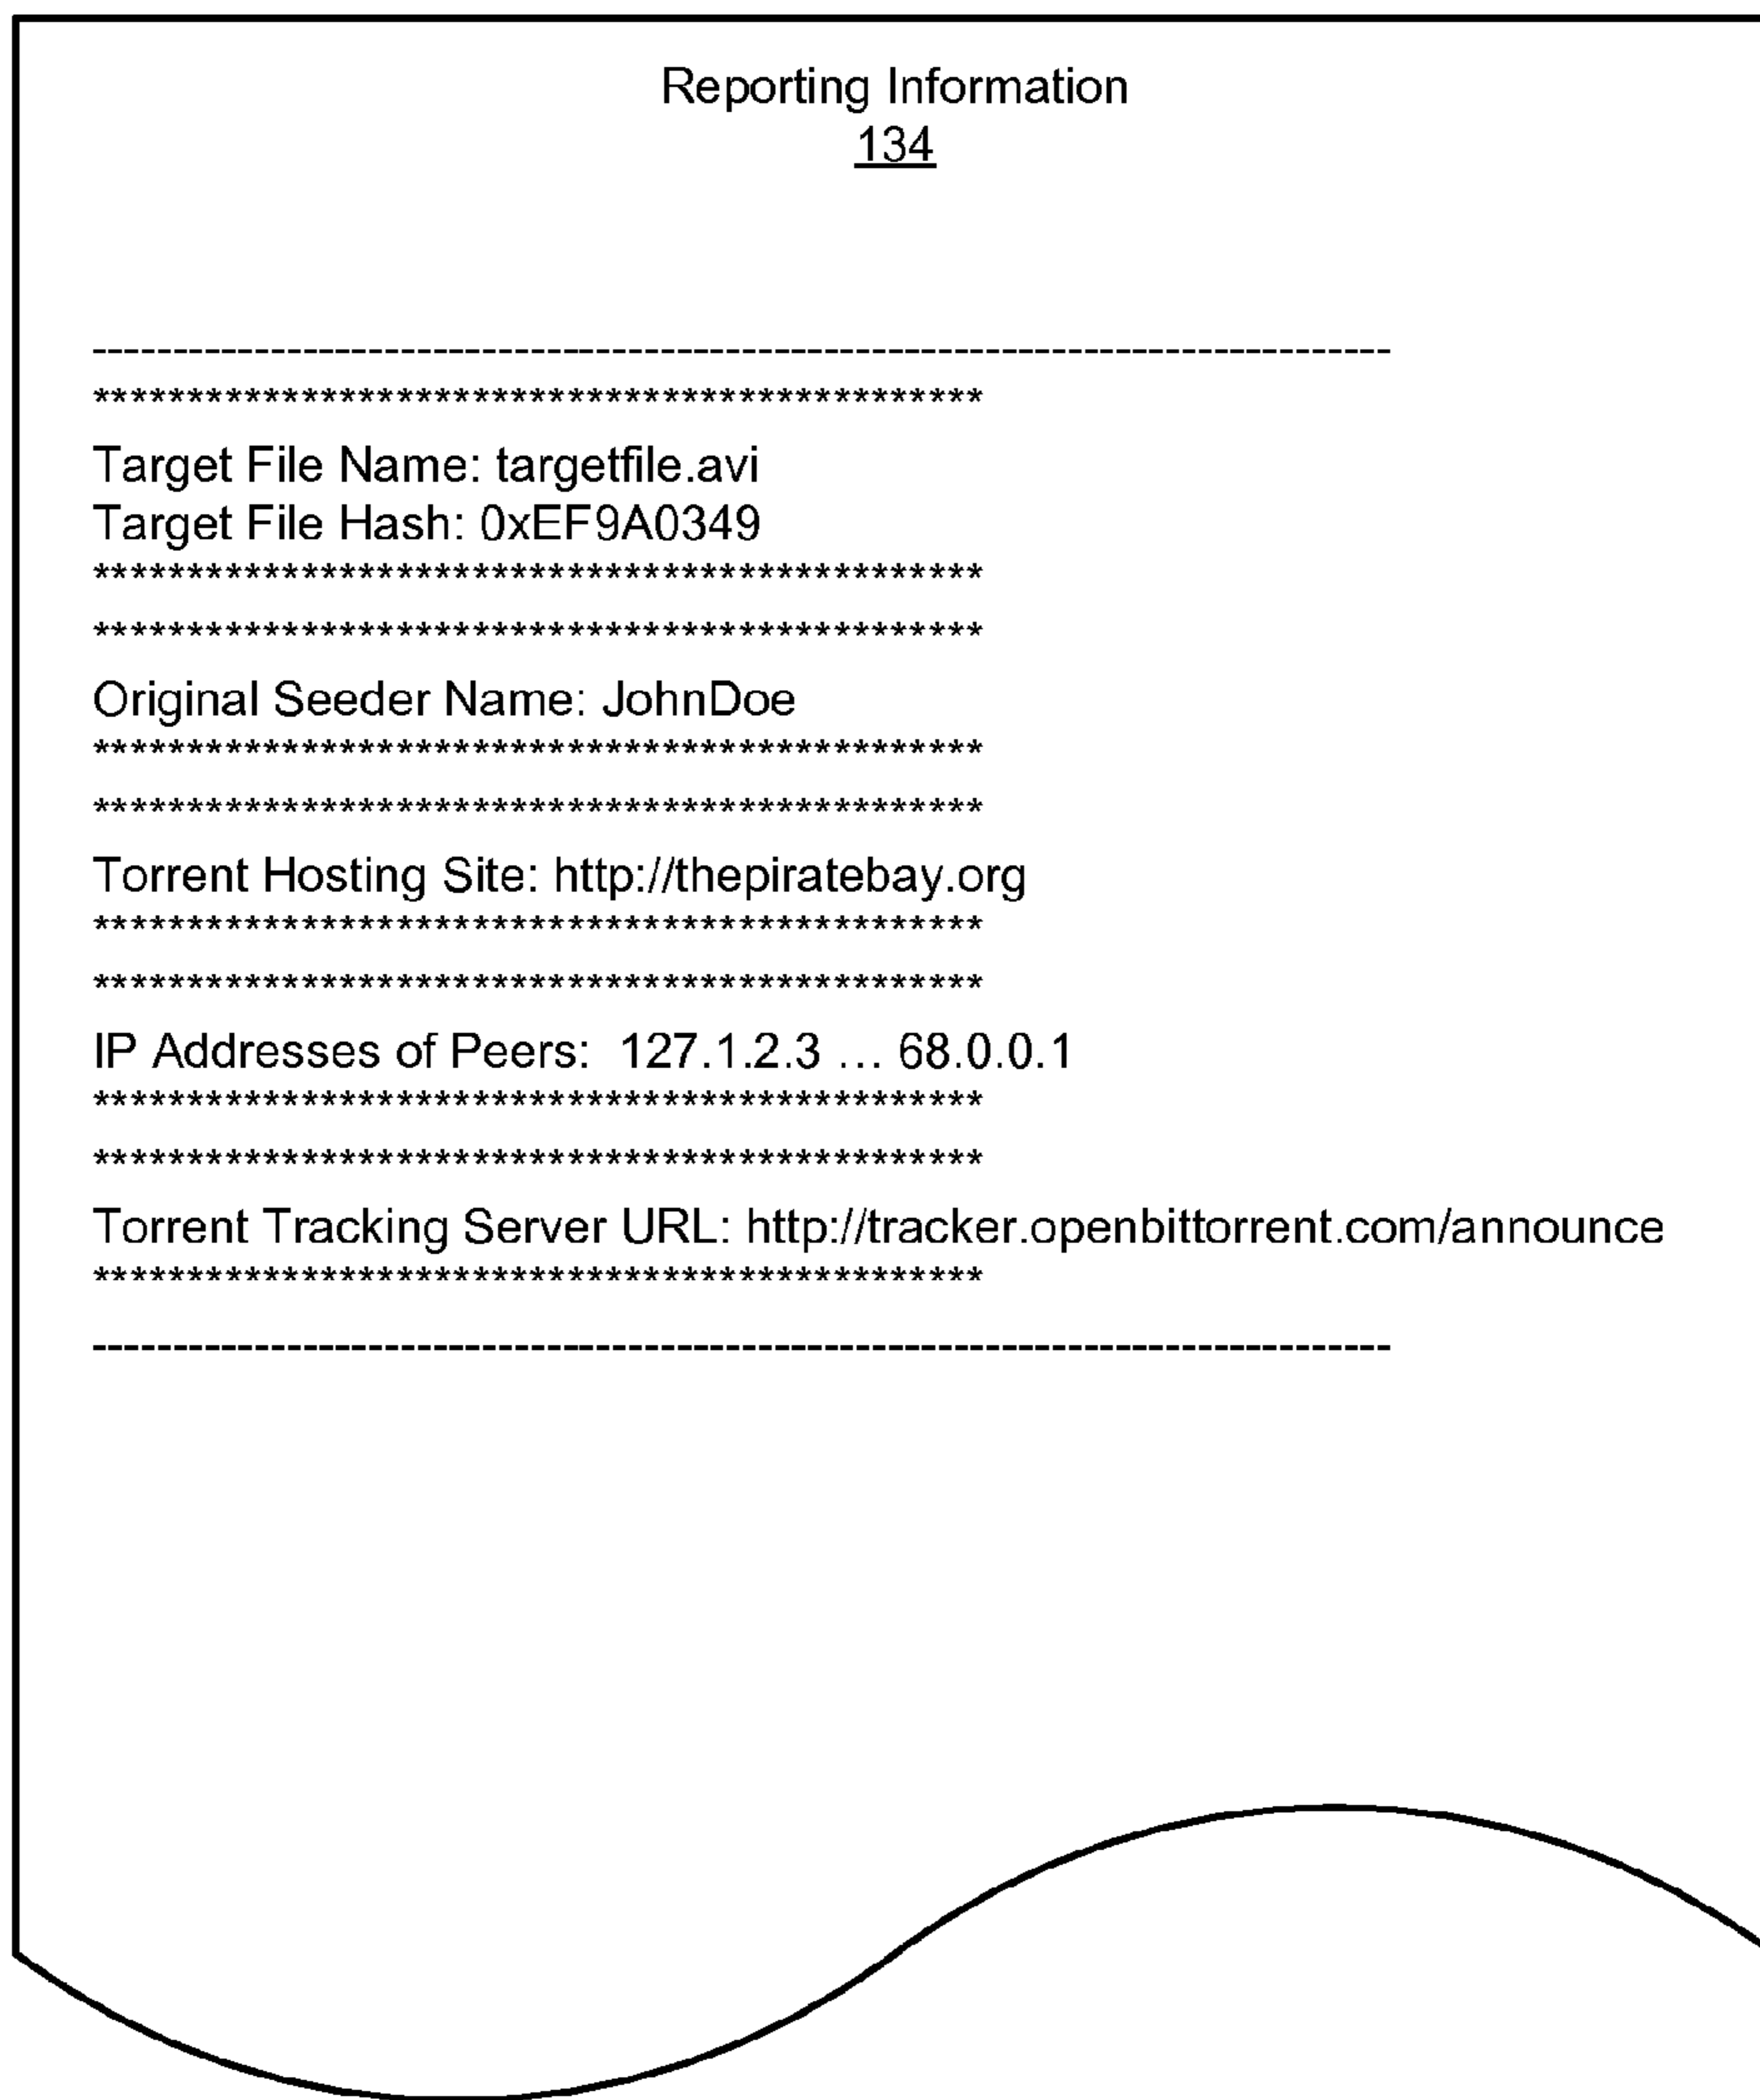 Reporting Information
134
--------------------------------------------------------------------------------
***********************************************
Target File Name: targetfile.avi
Target File Hash: 0xEF9A0349
***********************************************
***********************************************
Original Seeder Name: JohnDoe
***********************************************
***********************************************
Torrent Hosting Site: http://thepiratebay.org
***********************************************
***********************************************
IP Addresses of Peers:  127.1.2.3 … 68.0.0.1
***********************************************
***********************************************
Torrent Tracking Server URL: http://tracker.openbittorrent.com/announce
***********************************************
--------------------------------------------------------------------------------